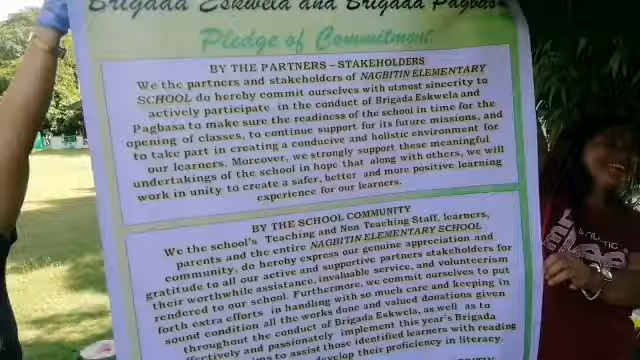 Brigada Eskwela and Brigada Pagbasa
Pledge of Commitment
BY THE PARTNERS – STAKEHOLDERS
We the partners and stakeholders of NAGBITIN ELEMENTARY
SCHOOL do hereby commit ourselves with utmost sincerity to
actively participate in the conduct of Brigada Eskwela and
Pagbasa to make sure the readiness of the school in time for the
opening of classes, to continue support for its future missions, and
to take part in creating a conducive and holistic environment for
our learners. Moreover, we strongly support these meaningful
undertakings of the school in hope that along with others, we will
work in unity to create a safer, better and more positive learning
experience for our learners.
BY THE SCHOOL COMMUNITY
We the school's Teaching and Non Teaching Staff, learners,
parents and the entire NAGBITIN ELEMENTARY SCHOOL
community, do hereby express our genuine appreciation and
gratitude to all our active and supportive partners stakeholders for
their worthwhile assistance, invaluable service, and volunteerism
rendered to our school. Furthermore, we commit ourselves to put
forth extra efforts in handling with so much care and keeping in
sound condition all the works done and valued donations given
throughout the conduct of Brigada Eskwela, as well as to
effectively and passionately implement this year's Brigada
to assist those identified learners with reading
develop their proficiency in literacy.